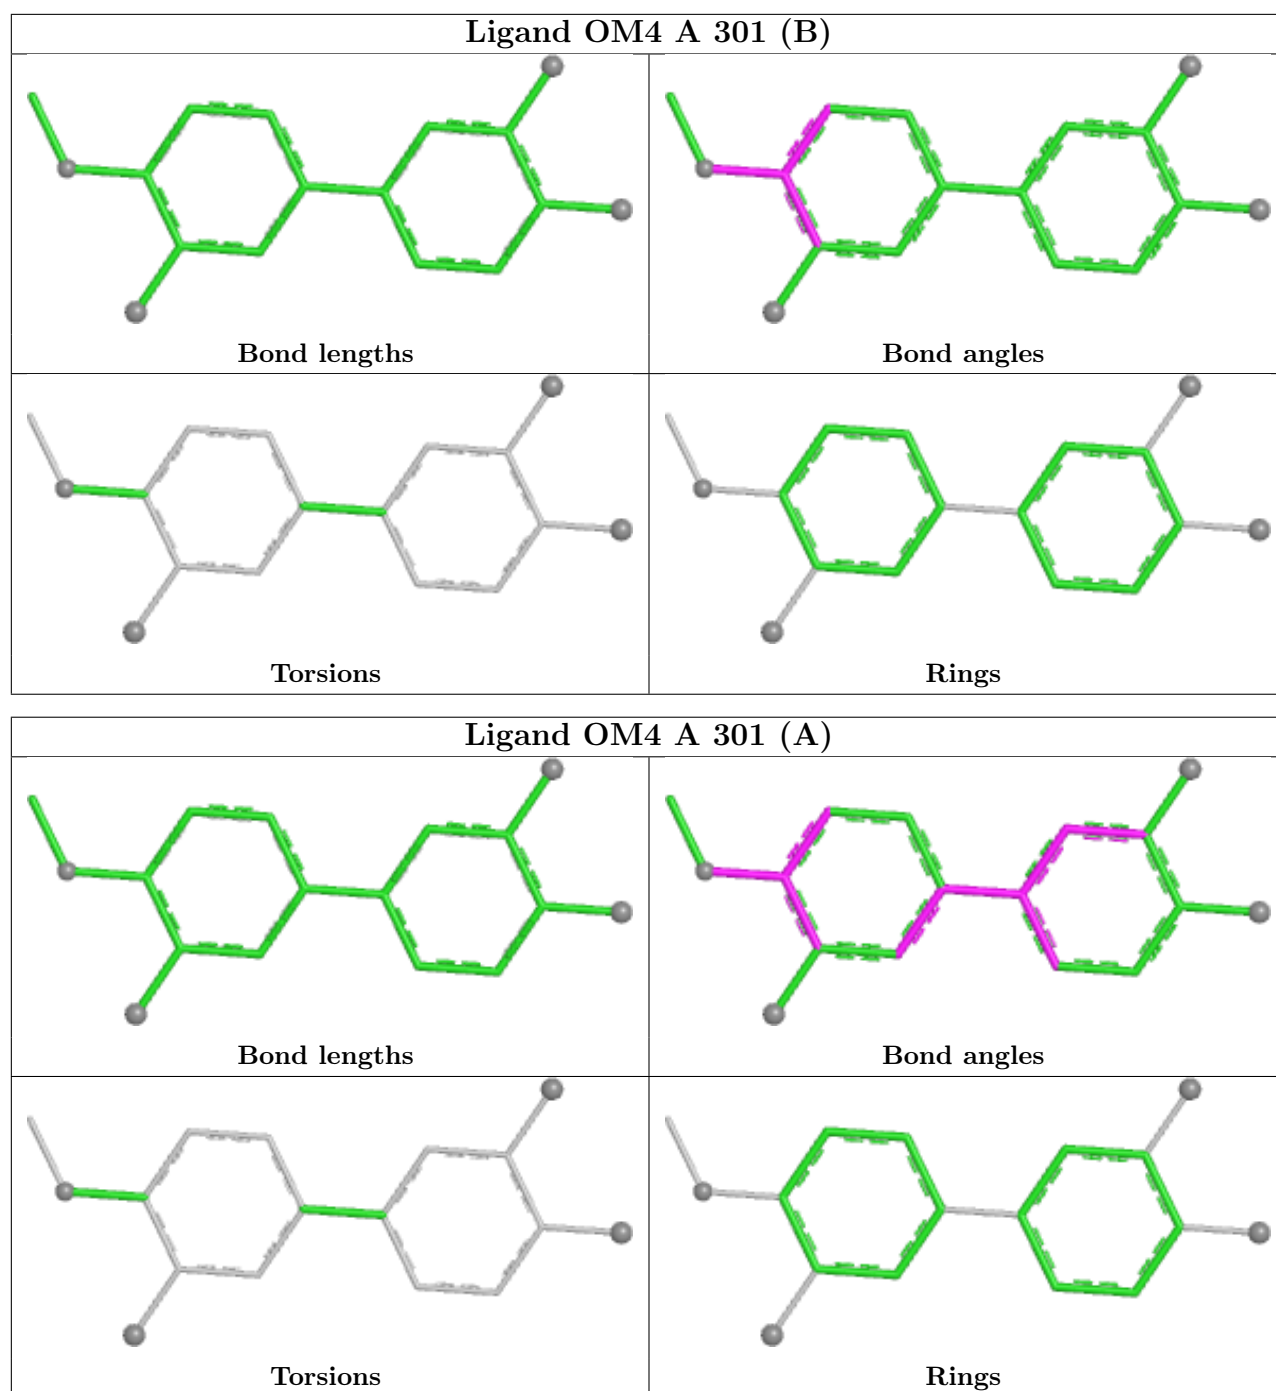 Ligand OM4 A 301 (B)
Bond lengths
Bond angles
Torsions
Rings
Ligand OM4 A 301 (A)
Bond lengths
Bond angles
Torsions
Rings